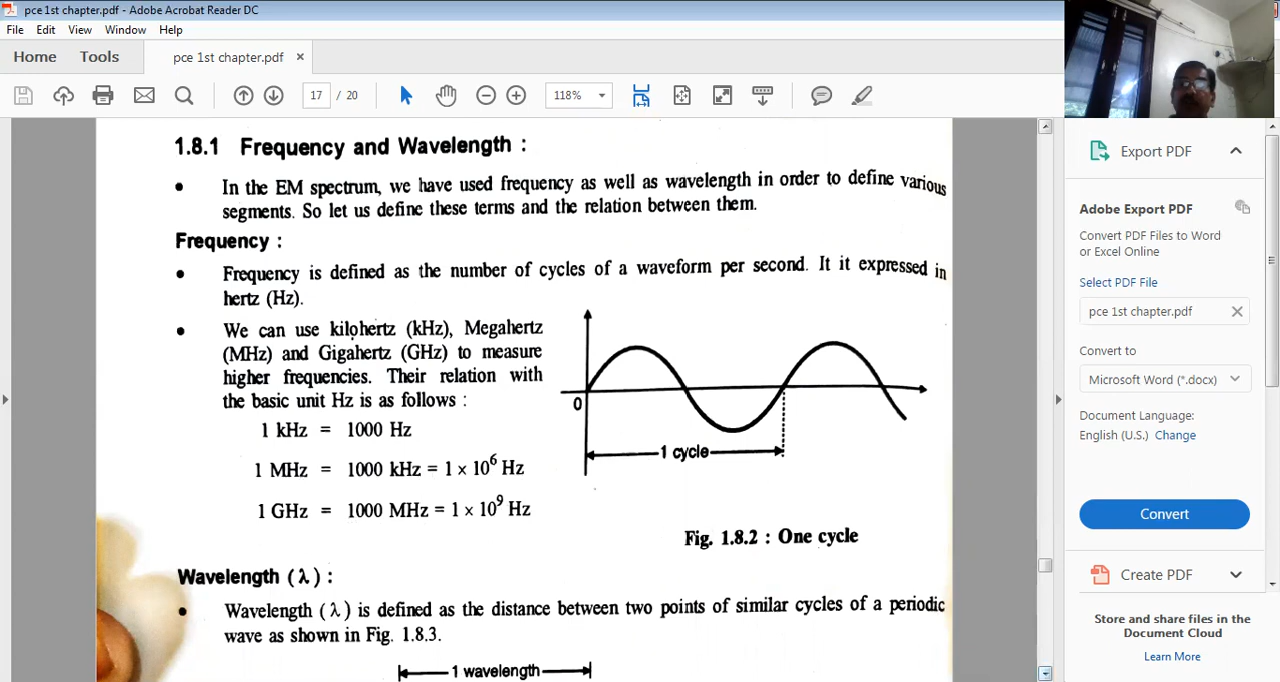 pce 1st chapter.pdf - Adobe Acrobat Reader DC
File Edit View Window Help
Home Tools pce 1st chapter.pdf ×
17 / 20 118%
1.8.1 Frequency and Wavelength :
• In the EM spectrum, we have used frequency as well as wavelength in order to define various
segments. So let us define these terms and the relation between them.
Frequency :
• Frequency is defined as the number of cycles of a waveform per second. It it expressed in
hertz (Hz).
• We can use kilohertz (kHz), Megahertz
(MHz) and Gigahertz (GHz) to measure
higher frequencies. Their relation with
the basic unit Hz is as follows :
1 kHz = 1000 Hz
1 MHz = 1000 kHz = 1 × 10⁶ Hz
1 GHz = 1000 MHz = 1 × 10⁹ Hz
0
1 cycle
Fig. 1.8.2 : One cycle
Wavelength (λ) :
• Wavelength (λ) is defined as the distance between two points of similar cycles of a periodic
wave as shown in Fig. 1.8.3.
1 wavelength
Export PDF
Adobe Export PDF
Convert PDF Files to Word
or Excel Online
Select PDF File
pce 1st chapter.pdf ×
Convert to
Microsoft Word (*.docx)
Document Language:
English (U.S.) Change
Convert
Create PDF
Store and share files in the
Document Cloud
Learn More